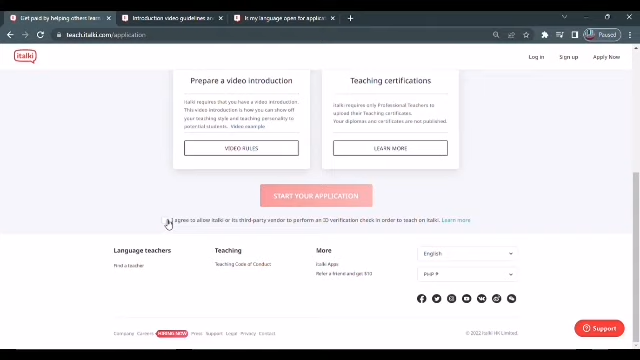 Get paid by helping others learn
Introduction video guidelines an
Is my language open for applica
teach.italki.com/application
Paused
italki
Log in
Sign up
Apply Now
Prepare a video introduction
italki requires that you have a video introduction.
This video introduction is how you can show off
your teaching style and teaching personality to
potential students. Video example
VIDEO RULES
Teaching certifications
italki requires only Professional Teachers to
upload their Teaching certificates.
Your diplomas and certificates are not published.
LEARN MORE
START YOUR APPLICATION
I agree to allow italki or its third-party vendor to perform an ID verification check in order to teach on italki. Learn more
Language teachers
Find a teacher
Teaching
Teaching Code of Conduct
More
italki Apps
Refer a friend and get $10
English
PHP ₱
Company Careers HIRING NOW Press Support Legal Privacy Contact
© 2022 italki HK Limited.
Support